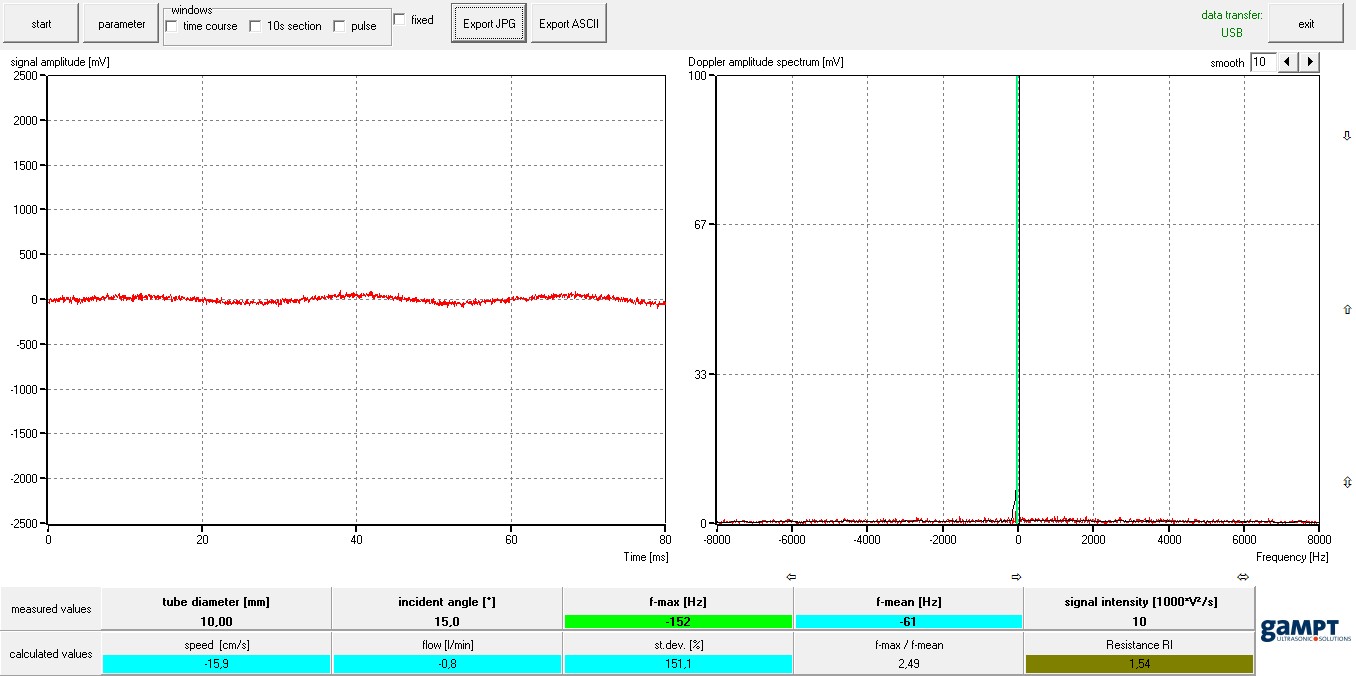 start
parameter
windows
time course
10s section
pulse
fixed
Export JPG
Export ASCII
data transfer:
USB
exit
signal amplitude [mV]
2500
2000
1500
1000
500
0
-500
-1000
-1500
-2000
-2500
0 20 40 60 80
Time [ms]
Doppler amplitude spectrum [mV]
smooth 10
100
67
33
0
-8000 -6000 -4000 -2000 0 2000 4000 6000 8000
Frequency [Hz]
measured values
tube diameter [mm]
10,00
incident angle [°]
15,0
f-max [Hz]
-152
f-mean [Hz]
-61
signal intensity [1000*V²/s]
10
calculated values
speed [cm/s]
-15,9
flow [l/min]
-0,8
st.dev. [%]
151,1
f-max / f-mean
2,49
Resistance RI
1,54
GAMPT
ULTRASONIC SOLUTIONS